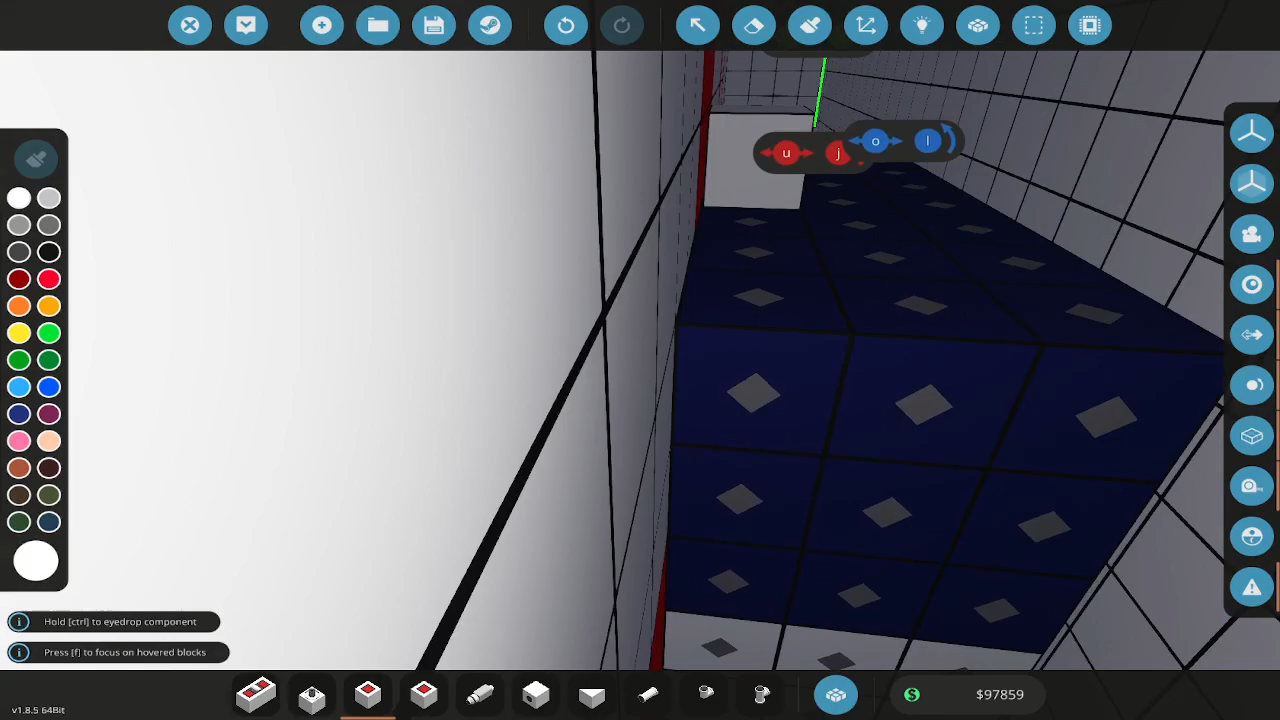 o l
u j
Hold [ctrl] to eyedrop component
Press [f] to focus on hovered blocks
$ $97859
v1.8.5 64Bit